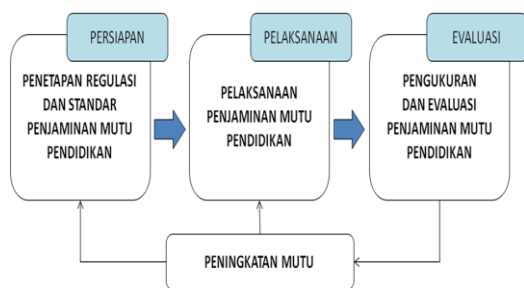 PERSIAPAN
PENETAPAN REGULASI
DAN STANDAR
PENJAMINAN MUTU
PENDIDIKAN
PELAKSANAAN
PELAKSANAAN
PENJAMINAN MUTU
PENDIDIKAN
EVALUASI
PENGUKURAN
DAN EVALUASI
PENJAMINAN MUTU
PENDIDIKAN
PENINGKATAN MUTU